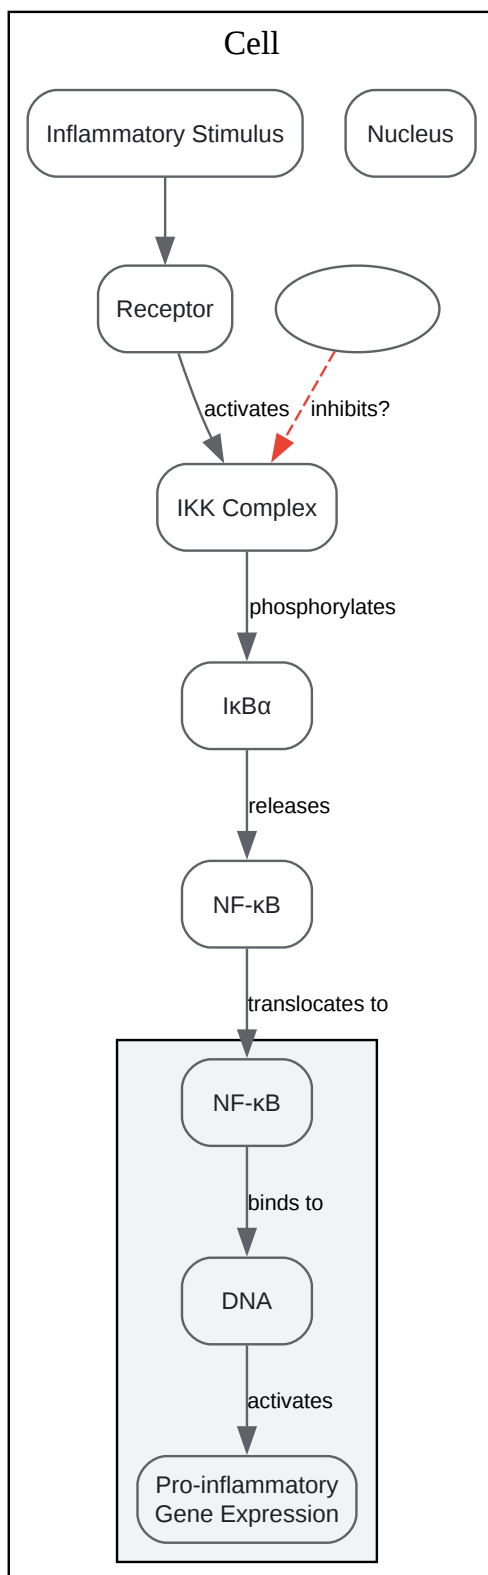 Cell
Inflammatory Stimulus
Nucleus
Receptor
activates
inhibits?
IKK Complex
phosphorylates
IκBα
releases
NF-κB
translocates to
NF-κB
binds to
DNA
activates
Pro-inflammatory
Gene Expression